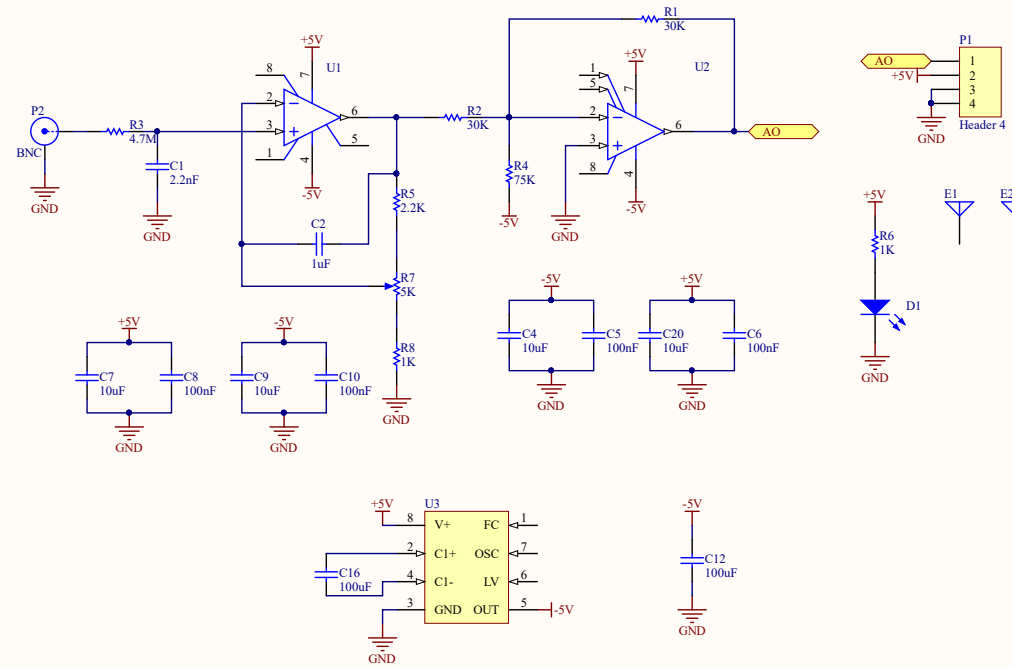 R1
30K
+5V
U1
8
7
2
3
1
4
6
5
-5V
P2
BNC
GND
R3
4.7M
C1
2.2nF
GND
R2
30K
R4
75K
-5V
+5V
U2
1
5
7
2
3
8
4
6
-5V
GND
AO
P1
AO
+5V
1
2
3
4
Header 4
GND
R5
2.2K
C2
1uF
R7
5K
R8
1K
GND
+5V
R6
1K
D1
GND
E1
E2
+5V
C7
10uF
C8
100nF
GND
-5V
C9
10uF
C10
100nF
GND
-5V
C4
10uF
C5
100nF
GND
+5V
C20
10uF
C6
100nF
GND
U3
+5V
8
V+
FC
1
2
C1+
OSC
7
4
C1-
LV
6
3
GND
OUT
5
-5V
C16
100uF
GND
-5V
C12
100uF
GND